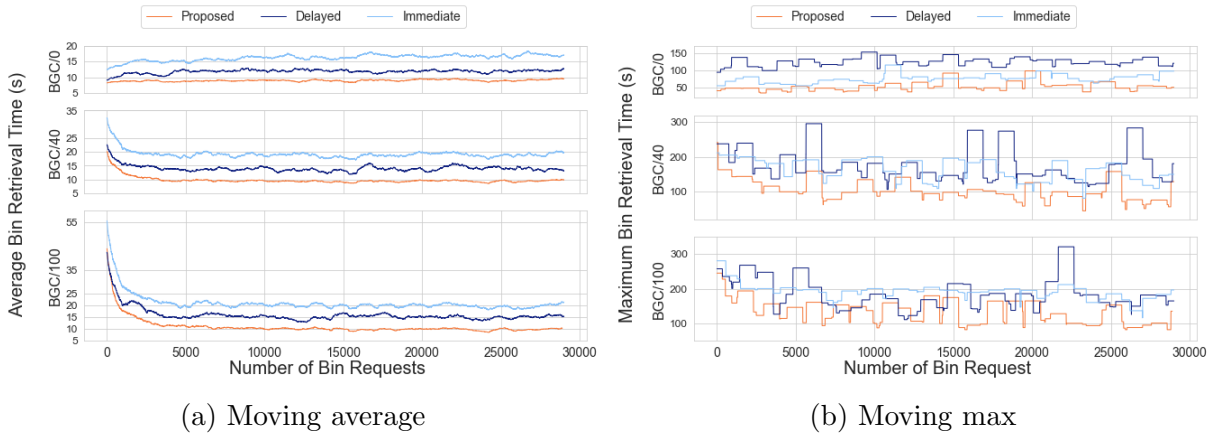 Proposed Delayed Immediate
Average Bin Retrieval Time (s)
BGC/0
20
15
10
5
BGC/40
35
25
20
15
10
5
BGC/100
55
35
25
20
15
10
5
0 5000 10000 15000 20000 25000 30000
Number of Bin Requests
(a) Moving average
Proposed Delayed Immediate
Maximum Bin Retrieval Time (s)
BGC/0
150
100
50
BGC/40
300
200
100
BGC/100
300
200
100
0 5000 10000 15000 20000 25000 30000
Number of Bin Request
(b) Moving max